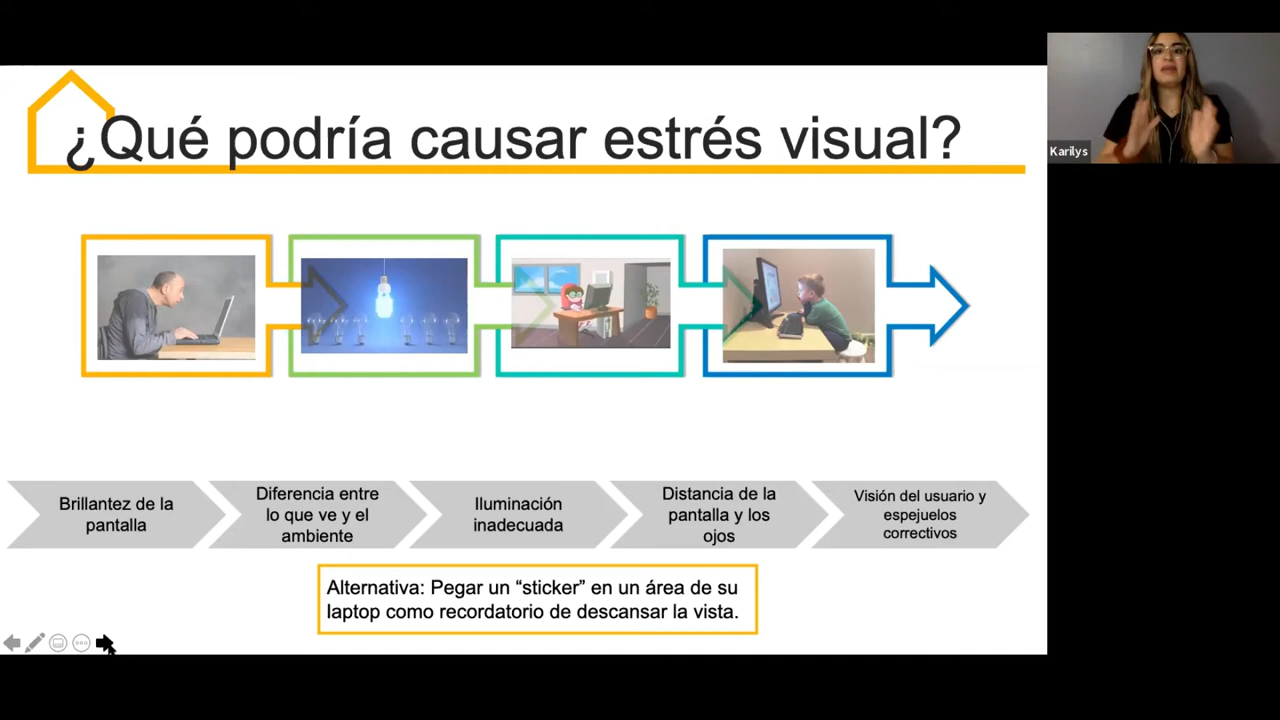 ¿Qué podría causar estrés visual?
Karilys
Brillantez de la
pantalla
Diferencia entre
lo que ve y el
ambiente
Iluminación
inadecuada
Distancia de la
pantalla y los
ojos
Visión del usuario y
espejuelos
correctivos
Alternativa: Pegar un “sticker” en un área de su
laptop como recordatorio de descansar la vista.